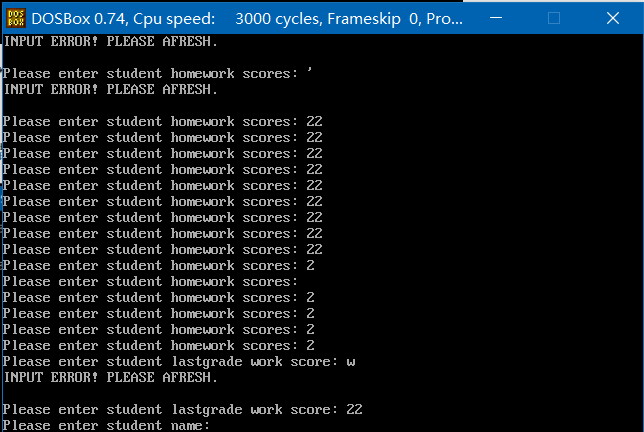 DOS
BOX
DOSBox 0.74, Cpu speed: 3000 cycles, Frameskip 0, Pro...
INPUT ERROR! PLEASE AFRESH.
Please enter student homework scores: '
INPUT ERROR! PLEASE AFRESH.
Please enter student homework scores: 22
Please enter student homework scores: 22
Please enter student homework scores: 22
Please enter student homework scores: 22
Please enter student homework scores: 22
Please enter student homework scores: 22
Please enter student homework scores: 22
Please enter student homework scores: 22
Please enter student homework scores: 22
Please enter student homework scores: 2
Please enter student homework scores:
Please enter student homework scores: 2
Please enter student homework scores: 2
Please enter student homework scores: 2
Please enter student homework scores: 2
Please enter student lastgrade work score: w
INPUT ERROR! PLEASE AFRESH.
Please enter student lastgrade work score: 22
Please enter student name: